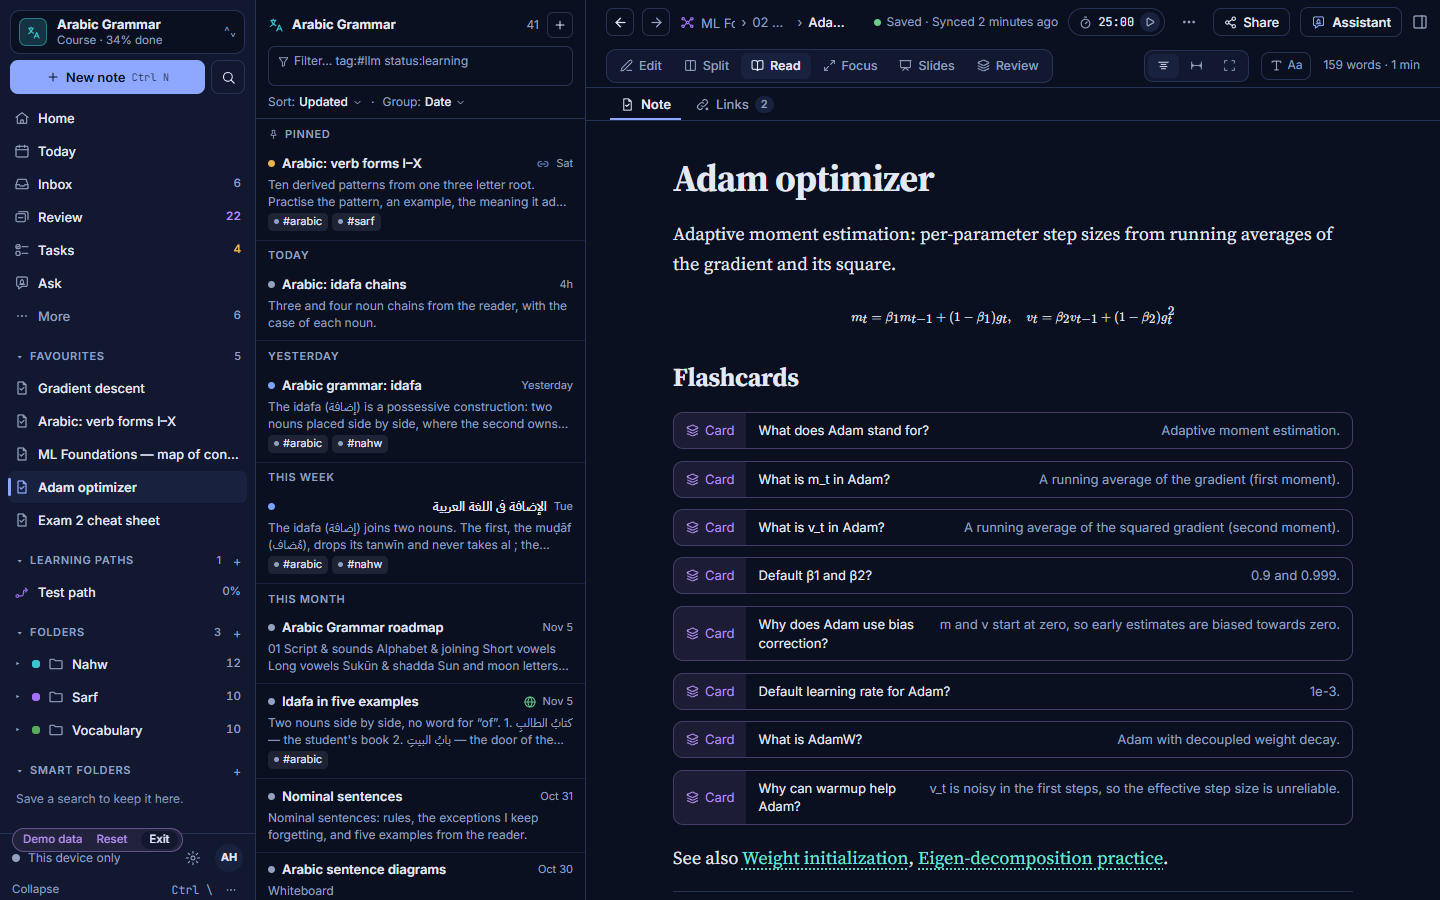 Arabic Grammar
Course · 34% done
New note Ctrl N
Home
Today
Inbox 6
Review 22
Tasks 4
Ask
More 6
FAVOURITES 5
Gradient descent
Arabic: verb forms I–X
ML Foundations — map of con...
Adam optimizer
Exam 2 cheat sheet
LEARNING PATHS 1 +
Test path 0%
FOLDERS 3 +
Nahw 12
Sarf 10
Vocabulary 10
SMART FOLDERS +
Save a search to keep it here.
Demo data Reset Exit
This device only AH
Collapse Ctrl \ ...
Arabic Grammar 41 +
Filter... tag:#llm status:learning
Sort: Updated · Group: Date
PINNED
Arabic: verb forms I–X Sat
Ten derived patterns from one three letter root.
Practise the pattern, an example, the meaning it ad...
#arabic #sarf
TODAY
Arabic: idafa chains 4h
Three and four noun chains from the reader, with the
case of each noun.
YESTERDAY
Arabic grammar: idafa Yesterday
The idafa (إضافة) is a possessive construction: two
nouns placed side by side, where the second owns...
#arabic #nahw
THIS WEEK
الإضافة في اللغة العربية Tue
The idafa (إضافة) joins two nouns. The first, the muḍāf
(مُضاف), drops its tanwīn and never takes al ; the...
#arabic #nahw
THIS MONTH
Arabic Grammar roadmap Nov 5
01 Script & sounds Alphabet & joining Short vowels
Long vowels Sukūn & shadda Sun and moon letters...
Idafa in five examples Nov 5
Two nouns side by side, no word for “of”. 1. كتابُ الطالبِ
— the student's book 2. بابُ البيتِ — the door of the...
#arabic
Nominal sentences Oct 31
Nominal sentences: rules, the exceptions I keep
forgetting, and five examples from the reader.
Arabic sentence diagrams Oct 30
Whiteboard
ML Fc › 02 ... › Ada... Saved · Synced 2 minutes ago 25:00 ... Share Assistant
Edit Split Read Focus Slides Review Aa 159 words · 1 min
Note Links 2
Adam optimizer
Adaptive moment estimation: per-parameter step sizes from running averages of
the gradient and its square.
mₜ = β₁mₜ₋₁ + (1 − β₁)gₜ, vₜ = β₂vₜ₋₁ + (1 − β₂)gₜ²
Flashcards
Card What does Adam stand for? Adaptive moment estimation.
Card What is m_t in Adam? A running average of the gradient (first moment).
Card What is v_t in Adam? A running average of the squared gradient (second moment).
Card Default β1 and β2? 0.9 and 0.999.
Card Why does Adam use bias correction? m and v start at zero, so early estimates are biased towards zero.
Card Default learning rate for Adam? 1e-3.
Card What is AdamW? Adam with decoupled weight decay.
Card Why can warmup help Adam? v_t is noisy in the first steps, so the effective step size is unreliable.
See also Weight initialization, Eigen-decomposition practice.